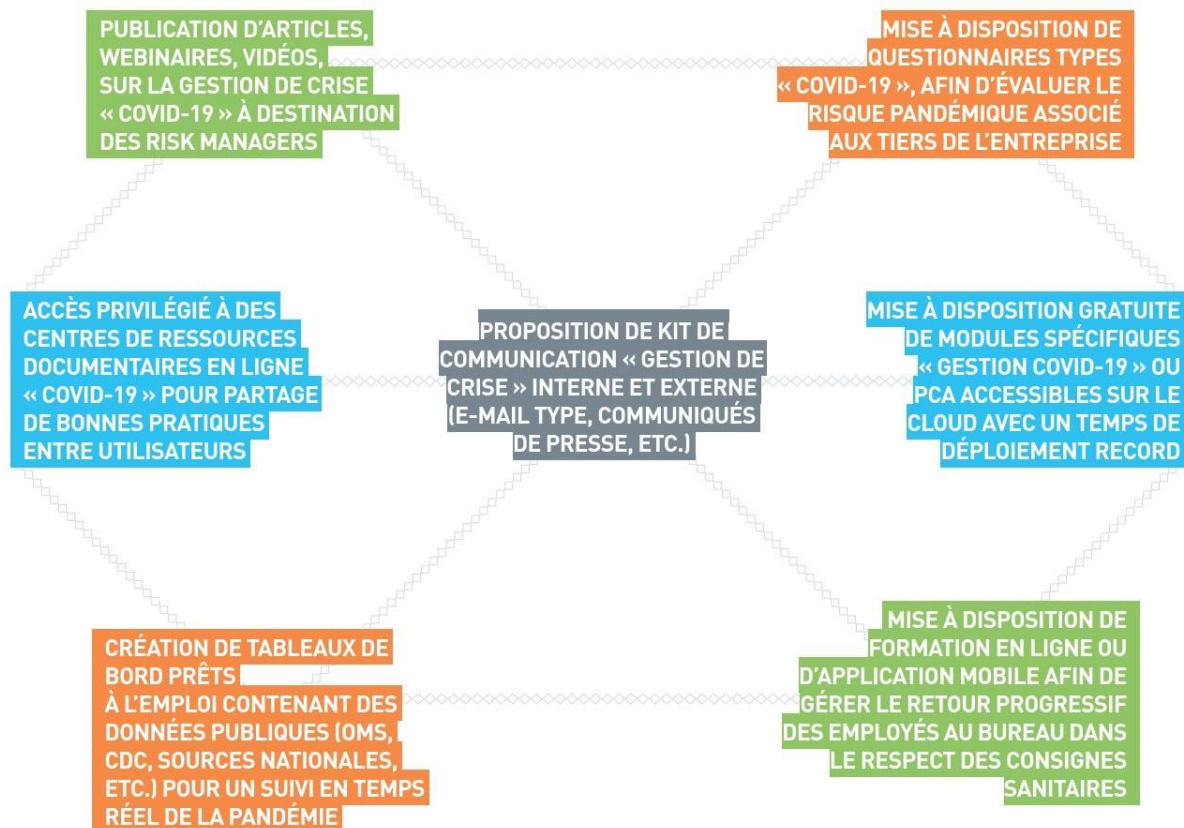 PUBLICATION D’ARTICLES,
WEBINAIRES, VIDÉOS,
SUR LA GESTION DE CRISE
« COVID-19 » À DESTINATION
DES RISK MANAGERS
MISE À DISPOSITION DE
QUESTIONNAIRES TYPES
« COVID-19 », AFIN D’ÉVALUER LE
RISQUE PANDÉMIQUE ASSOCIÉ
AUX TIERS DE L’ENTREPRISE
ACCÈS PRIVILÉGIÉ À DES
CENTRES DE RESSOURCES
DOCUMENTAIRES EN LIGNE
« COVID-19 » POUR PARTAGE
DE BONNES PRATIQUES
ENTRE UTILISATEURS
PROPOSITION DE KIT DE
COMMUNICATION « GESTION DE
CRISE » INTERNE ET EXTERNE
(E-MAIL TYPE, COMMUNIQUÉS
DE PRESSE, ETC.)
MISE À DISPOSITION GRATUITE
DE MODULES SPÉCIFIQUES
« GESTION COVID-19 » OU
PCA ACCESSIBLES SUR LE
CLOUD AVEC UN TEMPS DE
DÉPLOIEMENT RECORD
CRÉATION DE TABLEAUX DE
BORD PRÊTS
À L’EMPLOI CONTENANT DES
DONNÉES PUBLIQUES (OMS,
CDC, SOURCES NATIONALES,
ETC.) POUR UN SUIVI EN TEMPS
RÉEL DE LA PANDÉMIE
MISE À DISPOSITION DE
FORMATION EN LIGNE OU
D’APPLICATION MOBILE AFIN DE
GÉRER LE RETOUR PROGRESSIF
DES EMPLOYÉS AU BUREAU DANS
LE RESPECT DES CONSIGNES
SANITAIRES